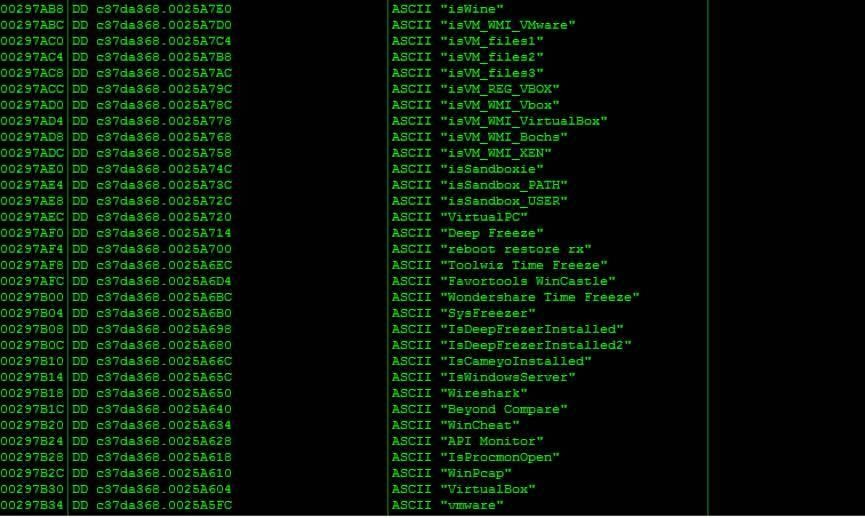 00297AB8 DD c37da368.0025A7E0 ASCII "isWine"
00297ABC DD c37da368.0025A7D0 ASCII "isVM_WMI_VMware"
00297AC0 DD c37da368.0025A7C4 ASCII "isVM_files1"
00297AC4 DD c37da368.0025A7B8 ASCII "isVM_files2"
00297AC8 DD c37da368.0025A7AC ASCII "isVM_files3"
00297ACC DD c37da368.0025A79C ASCII "isVM_REG_VBOX"
00297AD0 DD c37da368.0025A78C ASCII "isVM_WMI_Vbox"
00297AD4 DD c37da368.0025A778 ASCII "isVM_WMI_VirtualBox"
00297AD8 DD c37da368.0025A768 ASCII "isVM_WMI_Bochs"
00297ADC DD c37da368.0025A758 ASCII "isVM_WMI_XEN"
00297AE0 DD c37da368.0025A74C ASCII "isSandboxie"
00297AE4 DD c37da368.0025A73C ASCII "isSandbox_PATH"
00297AE8 DD c37da368.0025A72C ASCII "isSandbox_USER"
00297AEC DD c37da368.0025A720 ASCII "VirtualPC"
00297AF0 DD c37da368.0025A714 ASCII "Deep Freeze"
00297AF4 DD c37da368.0025A700 ASCII "reboot restore rx"
00297AF8 DD c37da368.0025A6EC ASCII "Toolwiz Time Freeze"
00297AFC DD c37da368.0025A6D4 ASCII "Favortools WinCastle"
00297B00 DD c37da368.0025A6BC ASCII "Wondershare Time Freeze"
00297B04 DD c37da368.0025A6B0 ASCII "SysFreezer"
00297B08 DD c37da368.0025A698 ASCII "IsDeepFrezerInstalled"
00297B0C DD c37da368.0025A680 ASCII "IsDeepFrezerInstalled2"
00297B10 DD c37da368.0025A66C ASCII "IsCameyoInstalled"
00297B14 DD c37da368.0025A65C ASCII "IsWindowsServer"
00297B18 DD c37da368.0025A650 ASCII "Wireshark"
00297B1C DD c37da368.0025A640 ASCII "Beyond Compare"
00297B20 DD c37da368.0025A634 ASCII "WinCheat"
00297B24 DD c37da368.0025A628 ASCII "API Monitor"
00297B28 DD c37da368.0025A618 ASCII "IsProcmonOpen"
00297B2C DD c37da368.0025A610 ASCII "WinPcap"
00297B30 DD c37da368.0025A604 ASCII "VirtualBox"
00297B34 DD c37da368.0025A5FC ASCII "vmware"